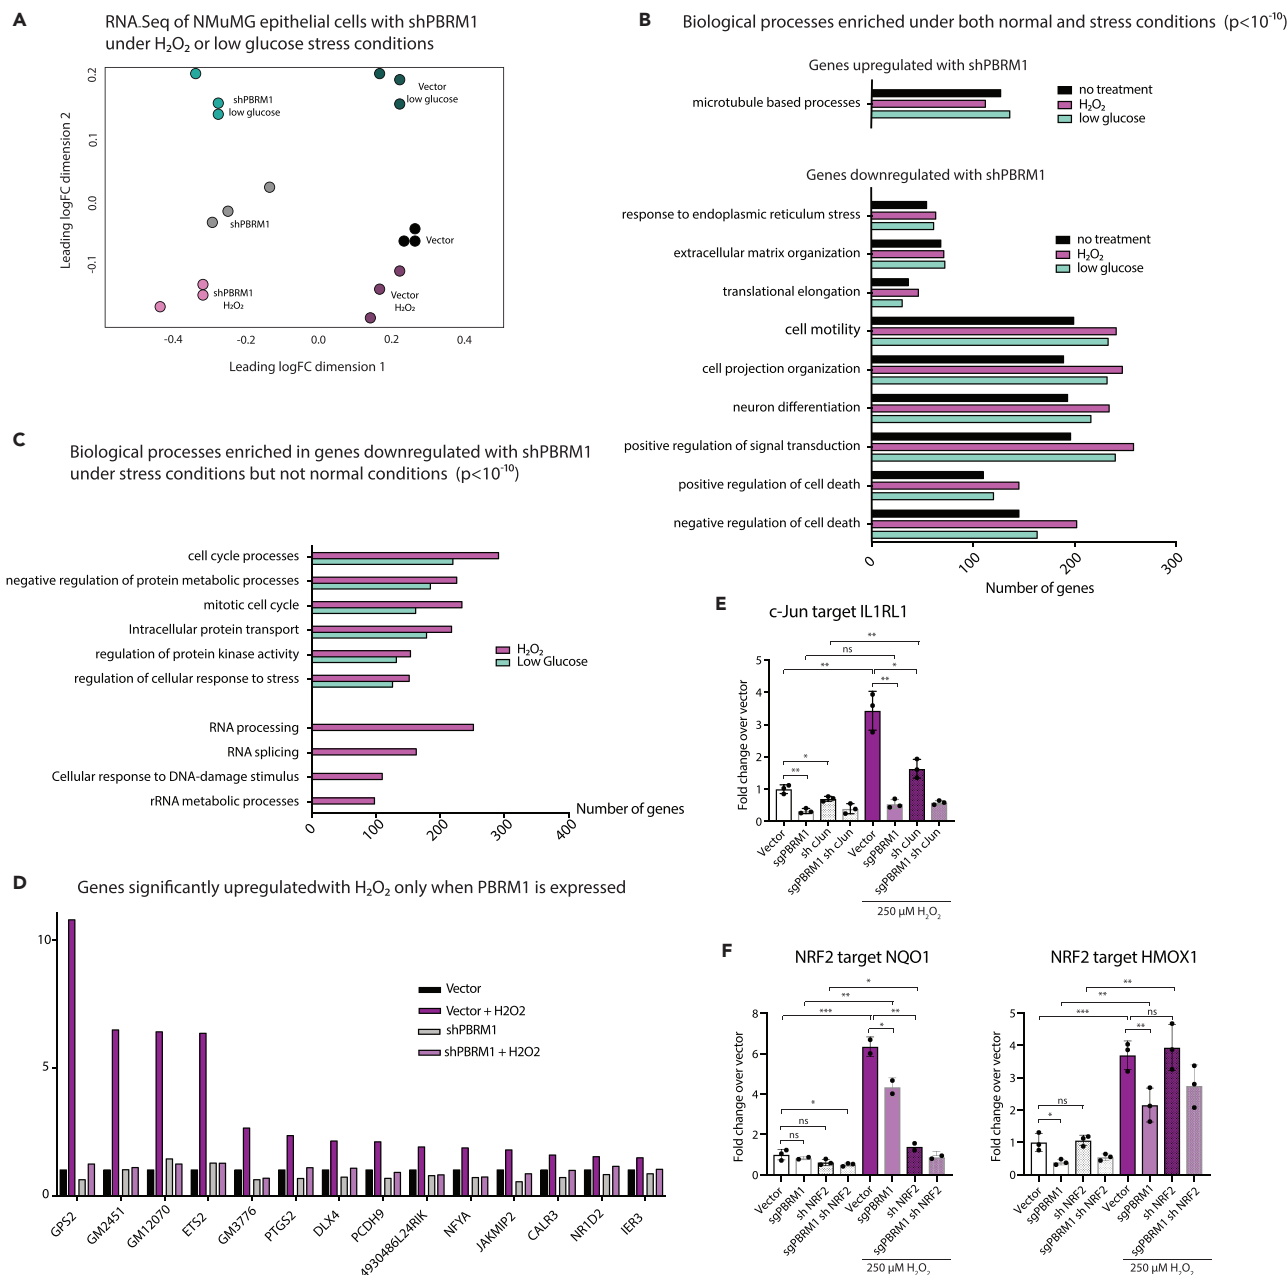 A
RNA.Seq of NMuMG epithelial cells with shPBRM1
under H₂O₂ or low glucose stress conditions
Leading logFC dimension 2
0.2
0.1
0.0
-0.1
shPBRM1
low glucose
Vector
low glucose
shPBRM1
Vector
shPBRM1
H₂O₂
Vector
H₂O₂
-0.4
-0.2
0.0
0.2
0.4
Leading logFC dimension 1
B
Biological processes enriched under both normal and stress conditions (p<10⁻¹⁰)
Genes upregulated with shPBRM1
microtubule based processes
no treatment
H₂O₂
low glucose
Genes downregulated with shPBRM1
response to endoplasmic reticulum stress
extracellular matrix organization
translational elongation
cell motility
cell projection organization
neuron differentiation
positive regulation of signal transduction
positive regulation of cell death
negative regulation of cell death
no treatment
H₂O₂
low glucose
0
100
200
300
Number of genes
C
Biological processes enriched in genes downregulated with shPBRM1
under stress conditions but not normal conditions (p<10⁻¹⁰)
cell cycle processes
negative regulation of protein metabolic processes
mitotic cell cycle
Intracellular protein transport
regulation of protein kinase activity
regulation of cellular response to stress
RNA processing
RNA splicing
Cellular response to DNA-damage stimulus
rRNA metabolic processes
H₂O₂
Low Glucose
Number of genes
0
100
200
300
400
D
Genes significantly upregulatedwith H₂O₂ only when PBRM1 is expressed
10
5
0
Vector
Vector + H2O2
shPBRM1
shPBRM1 + H2O2
GPS2
GM2451
GM12070
ETS2
GM3776
PTGS2
DLX4
PCDH9
4930486L24RIK
NFYA
JAKMIP2
CALR3
NR1D2
IER3
E
c-Jun target IL1RL1
Fold change over vector
5
4
3
2
1
0
**
ns
**
*
**
*
**
Vector
sgPBRM1
sh cJun
sgPBRM1 sh cJun
Vector
sgPBRM1
sh cJun
sgPBRM1 sh cJun
250 µM H₂O₂
F
NRF2 target NQO1
Fold change over vector
8
6
4
2
0
*
**
***
**
*
*
ns
ns
Vector
sgPBRM1
sh NRF2
sgPBRM1 sh NRF2
Vector
sgPBRM1
sh NRF2
sgPBRM1 sh NRF2
250 µM H₂O₂
NRF2 target HMOX1
Fold change over vector
5
4
3
2
1
0
**
**
***
ns
**
ns
*
Vector
sgPBRM1
sh NRF2
sgPBRM1 sh NRF2
Vector
sgPBRM1
sh NRF2
sgPBRM1 sh NRF2
250 µM H₂O₂